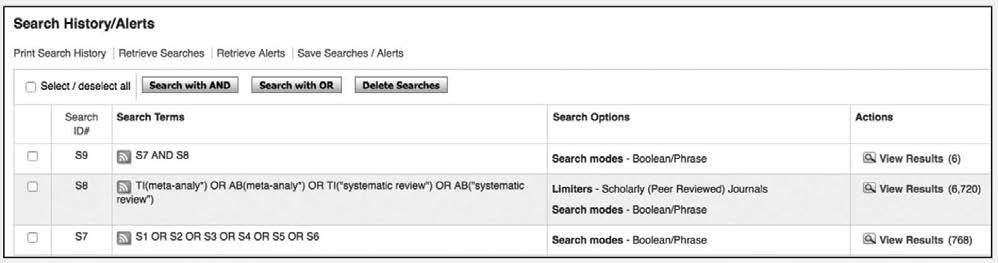 Search History/Alerts
Print Search History | Retrieve Searches | Retrieve Alerts | Save Searches / Alerts
Select / deselect all Search with AND Search with OR Delete Searches
Search ID# Search Terms Search Options Actions
S9 S7 AND S8 Search modes - Boolean/Phrase View Results (6)
S8 TI(meta-analy*) OR AB(meta-analy*) OR TI("systematic review") OR AB("systematic Limiters - Scholarly (Peer Reviewed) Journals View Results (6,720)
review") Search modes - Boolean/Phrase
S7 S1 OR S2 OR S3 OR S4 OR S5 OR S6 Search modes - Boolean/Phrase View Results (768)